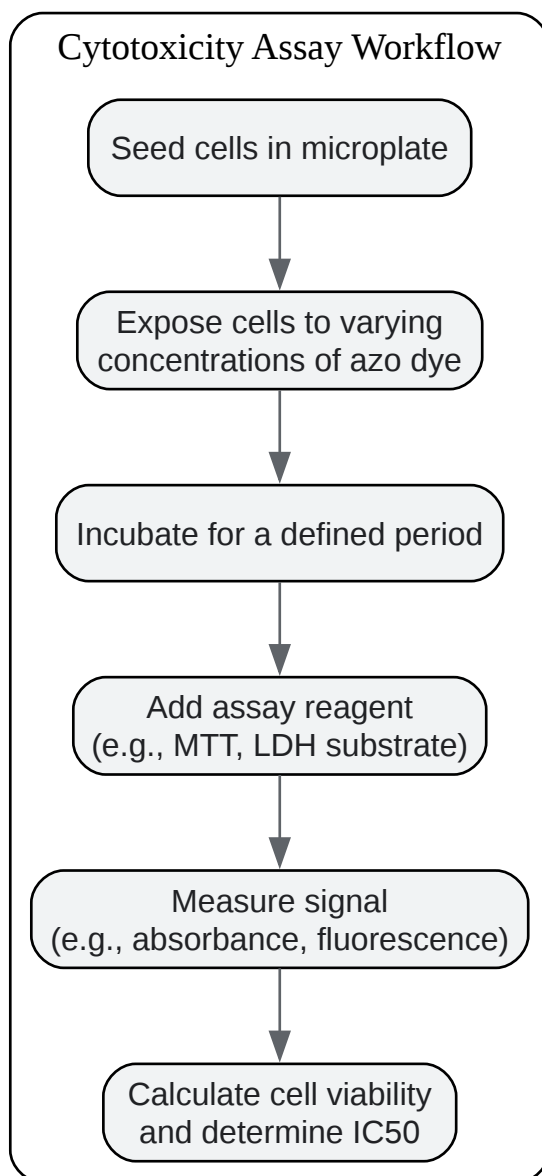 Cytotoxicity Assay Workflow
Seed cells in microplate
Expose cells to varying
concentrations of azo dye
Incubate for a defined period
Add assay reagent
(e.g., MTT, LDH substrate)
Measure signal
(e.g., absorbance, fluorescence)
Calculate cell viability
and determine IC50